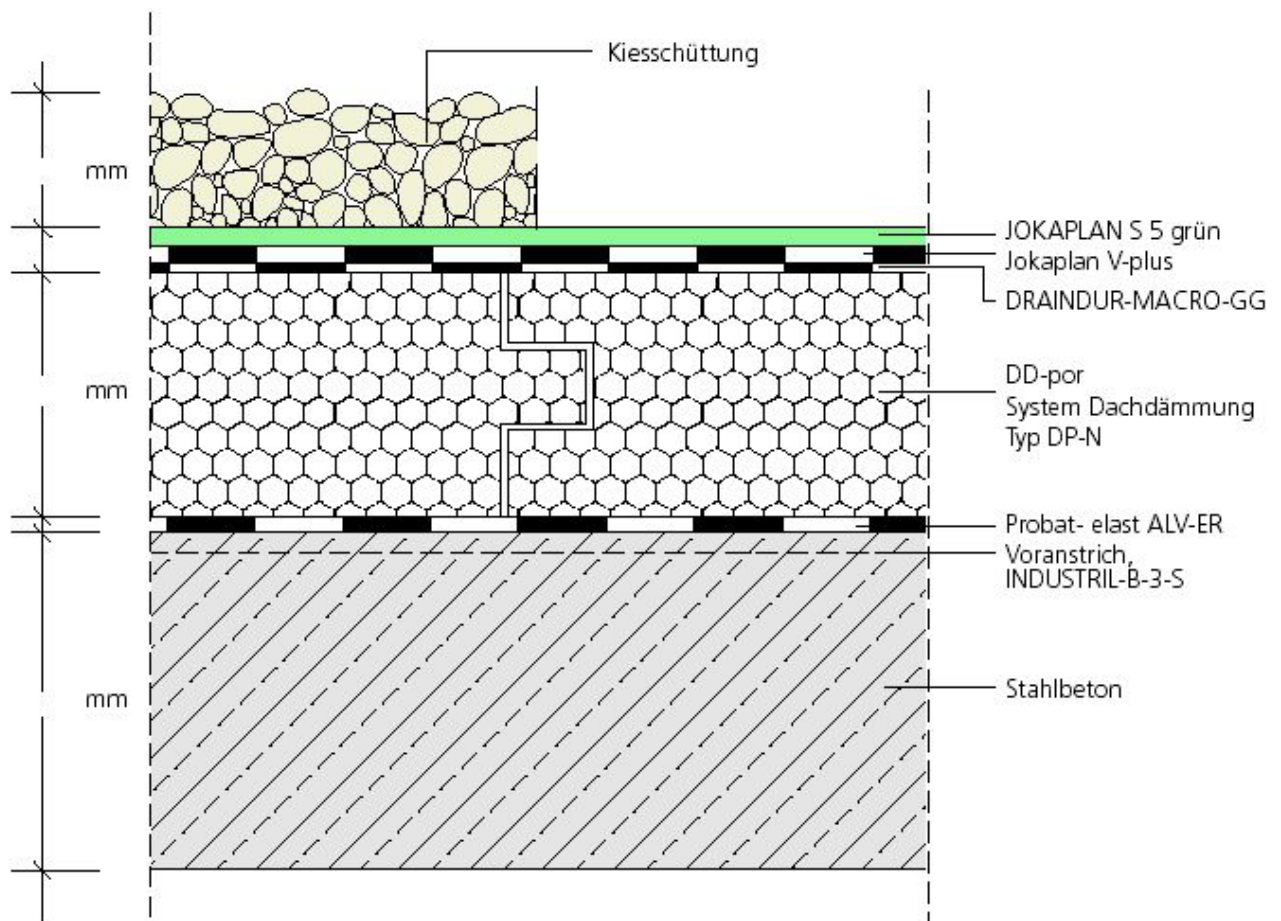 Kiesschüttung
mm
JOKAPLAN S 5 grün
Jokaplan V-plus
DRAINDUR-MACRO-GG
mm
DD-por
System Dachdämmung
Typ DP-N
Probat- elast ALV-ER
Voranstrich,
INDUSTRIL-B-3-S
mm
Stahlbeton